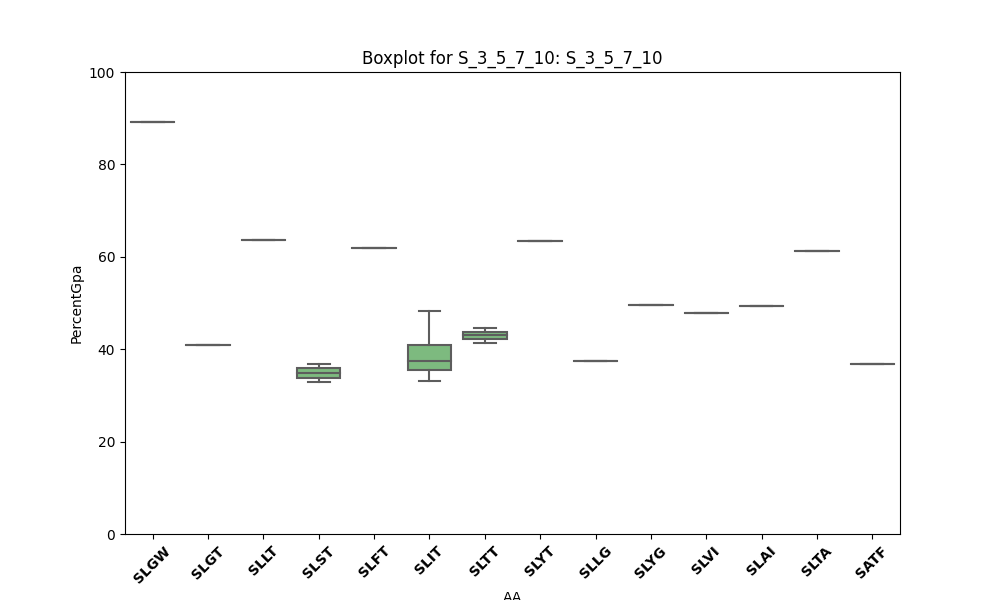 Boxplot for S_3_5_7_10: S_3_5_7_10
100
80
60
40
20
0
PercentGpa
SLGW
SLGT
SLLT
SLST
SLFT
SLIT
SLTT
SLYT
SLLG
SLYG
SLVI
SLAI
SLTA
SATF
AA